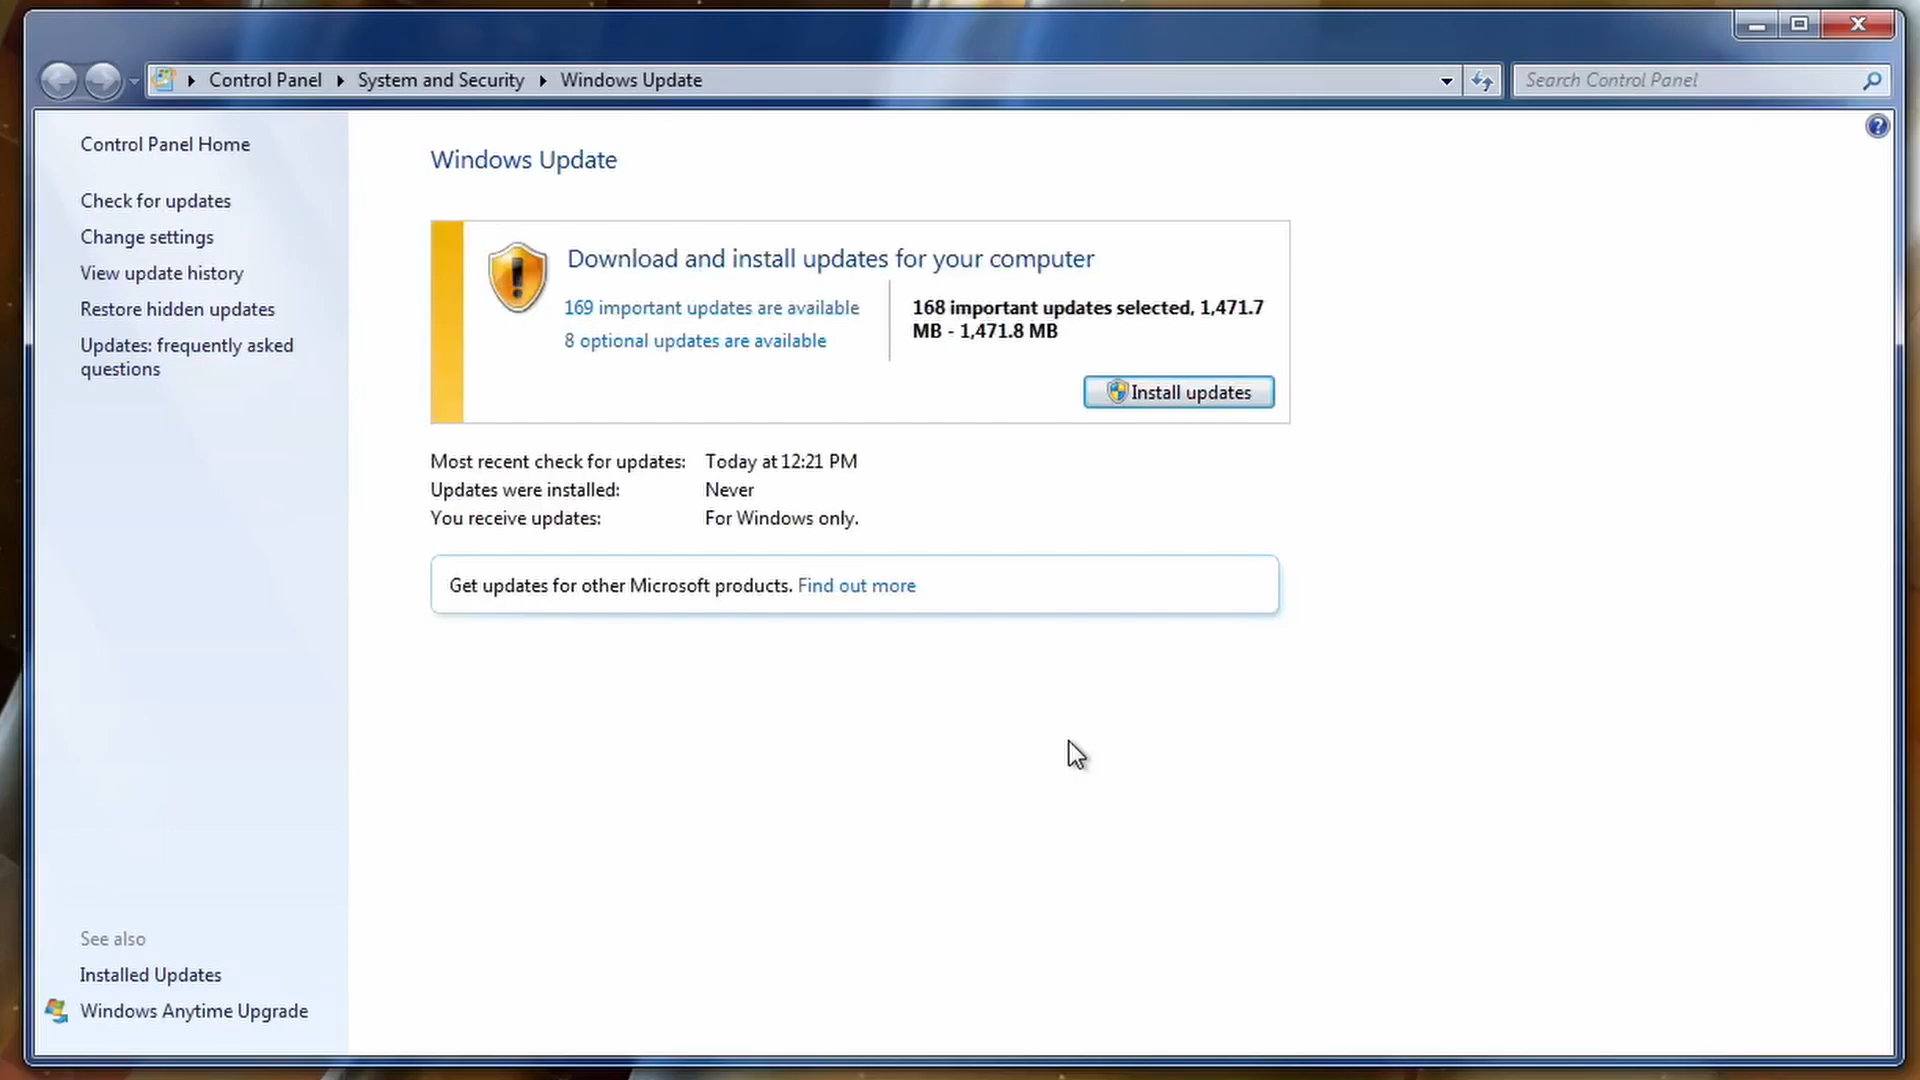 Control Panel
System and Security
Windows Update
Search Control Panel
Control Panel Home
Check for updates
Change settings
View update history
Restore hidden updates
Updates: frequently asked
questions
Windows Update
Download and install updates for your computer
169 important updates are available
8 optional updates are available
168 important updates selected, 1,471.7
MB - 1,471.8 MB
Install updates
Most recent check for updates: Today at 12:21 PM
Updates were installed: Never
You receive updates: For Windows only.
Get updates for other Microsoft products. Find out more
See also
Installed Updates
Windows Anytime Upgrade